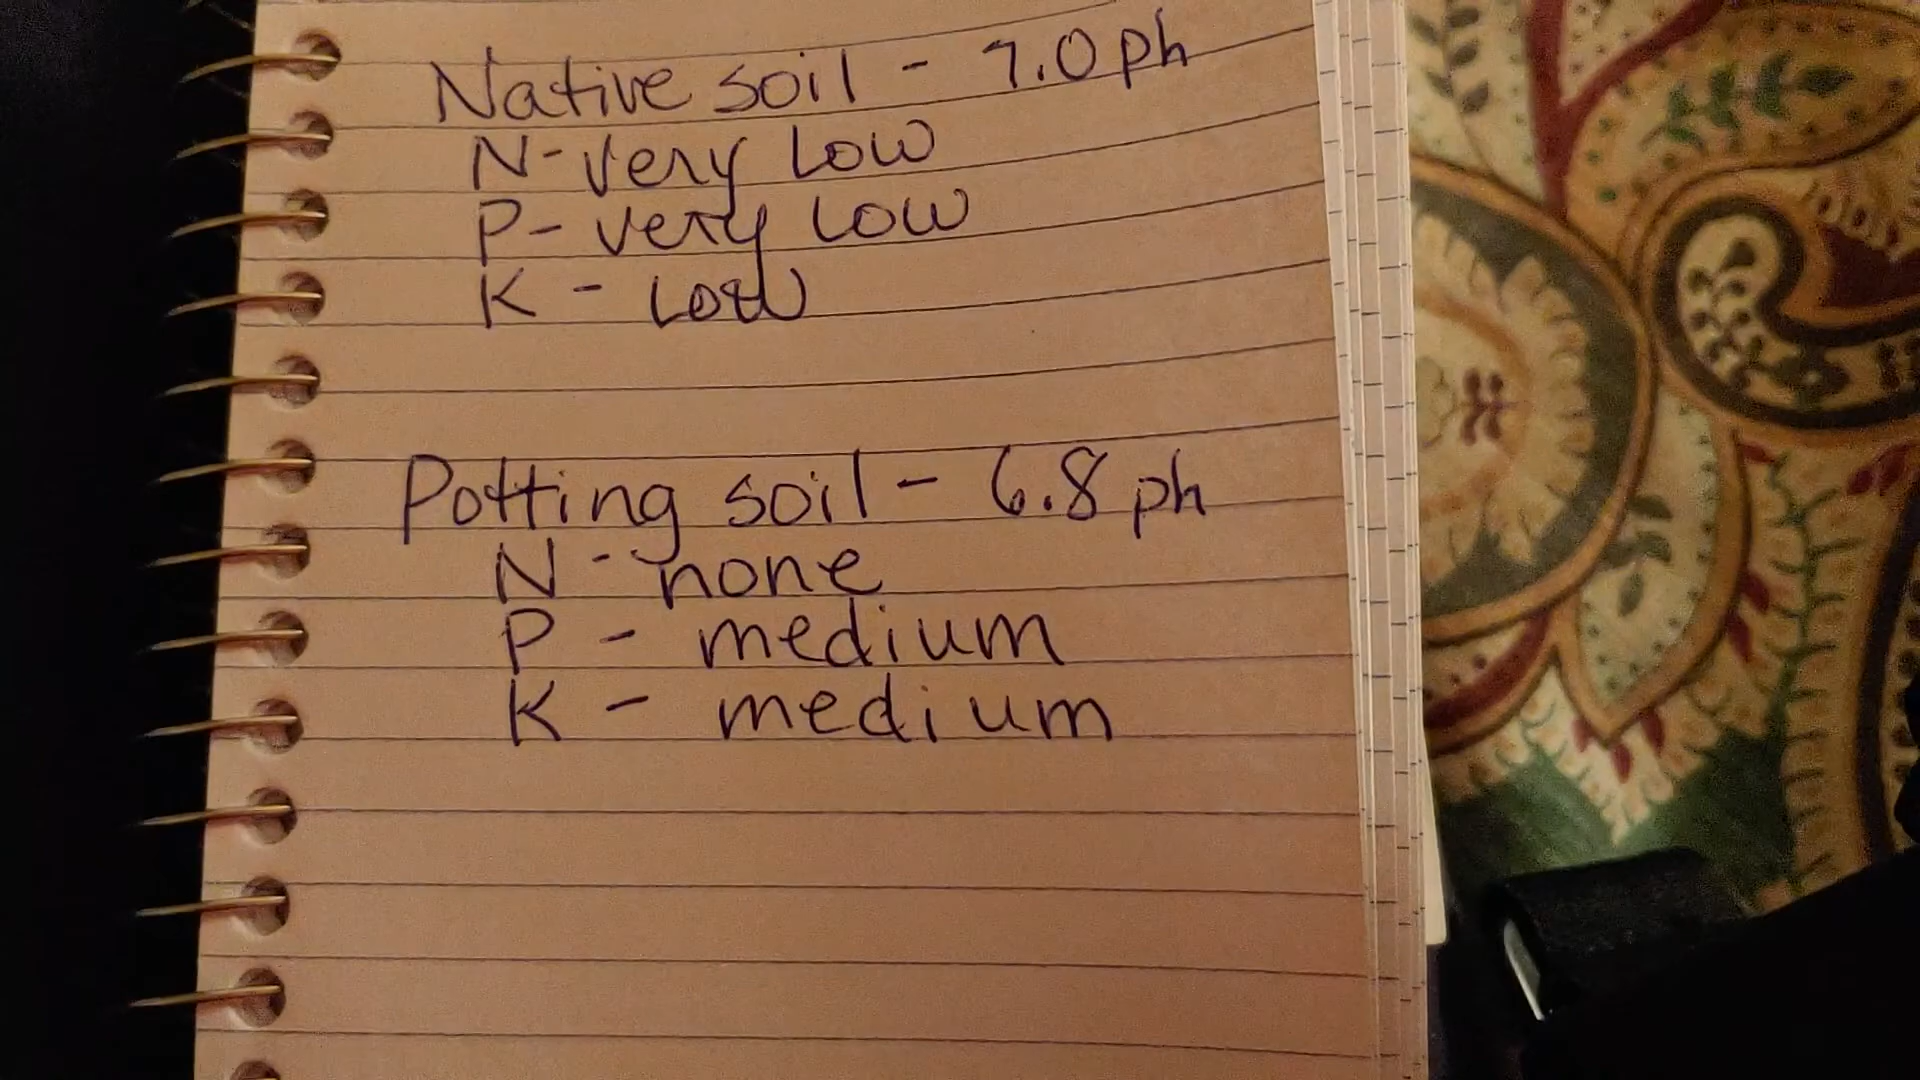 Native soil - 7.0 ph
N - very low
P - very low
K - low
Potting soil - 6.8 ph
N - none
P - medium
K - medium